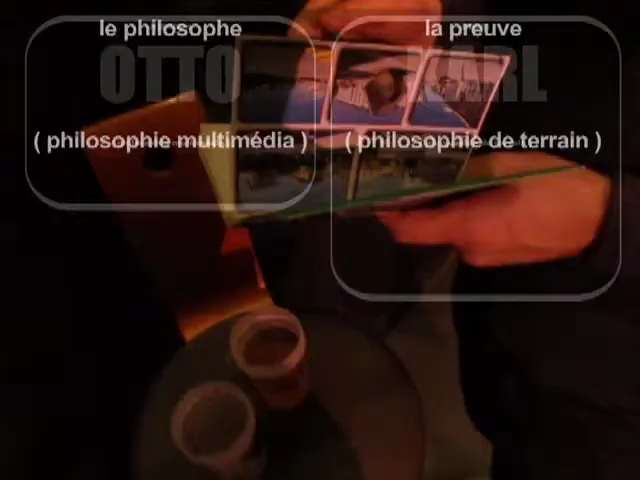 le philosophe
OTTO
( philosophie multimédia )
la preuve
KARL
( philosophie de terrain )